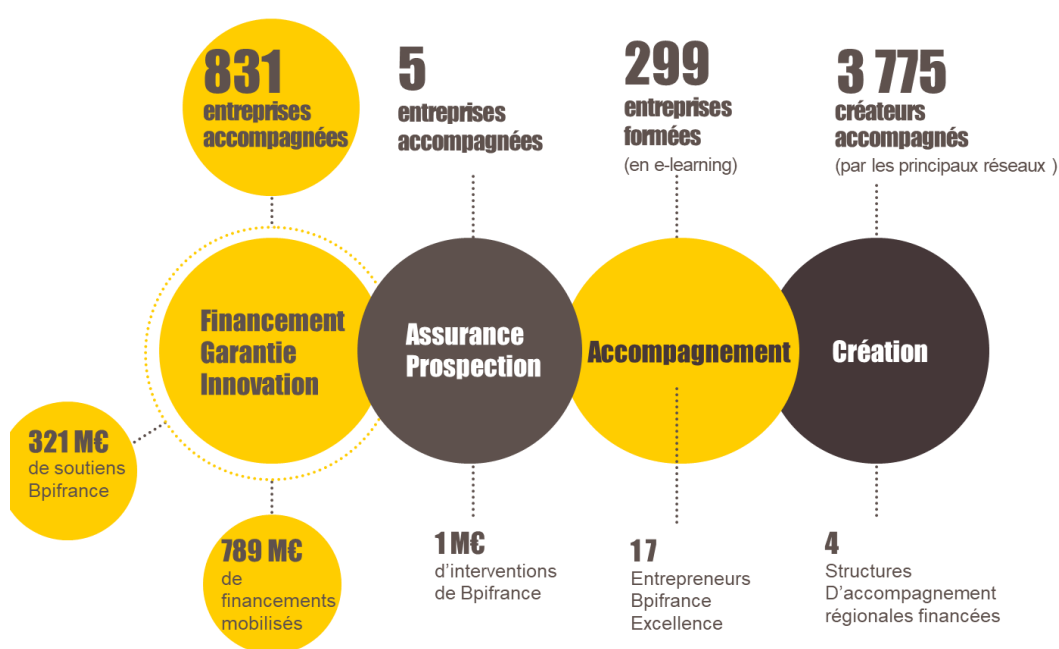 831
entreprises
accompagnées
5
entreprises
accompagnées
299
entreprises
formées
(en e-learning)
3 775
créateurs
accompagnés
(par les principaux réseaux )
Financement
Garantie
Innovation
Assurance
Prospection
Accompagnement
Création
321 M€
de soutiens
Bpifrance
789 M€
de
financements
mobilisés
1 M€
d’interventions
de Bpifrance
17
Entrepreneurs
Bpifrance
Excellence
4
Structures
D’accompagnement
régionales financées